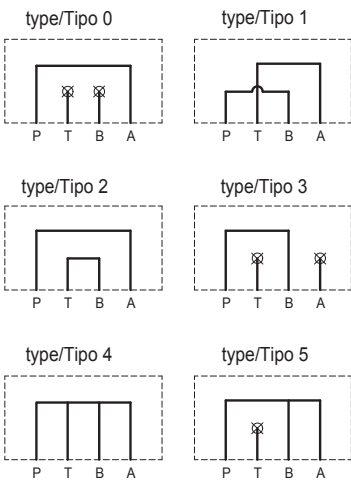 type/Tipo 0
type/Tipo 1
P T B A
P T B A
type/Tipo 2
type/Tipo 3
P T B A
P T B A
type/Tipo 4
type/Tipo 5
P T B A
P T B A